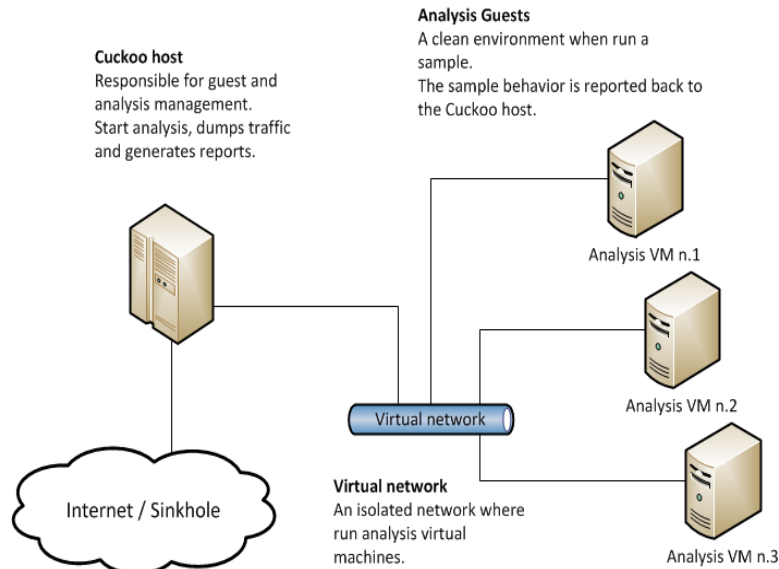 Cuckoo host
Responsible for guest and
analysis management.
Start analysis, dumps traffic
and generates reports.
Analysis Guests
A clean environment when run a
sample.
The sample behavior is reported back to
the Cuckoo host.
Analysis VM n.1
Analysis VM n.2
Virtual network
Internet / Sinkhole
Virtual network
An isolated network where
run analysis virtual
machines.
Analysis VM n.3